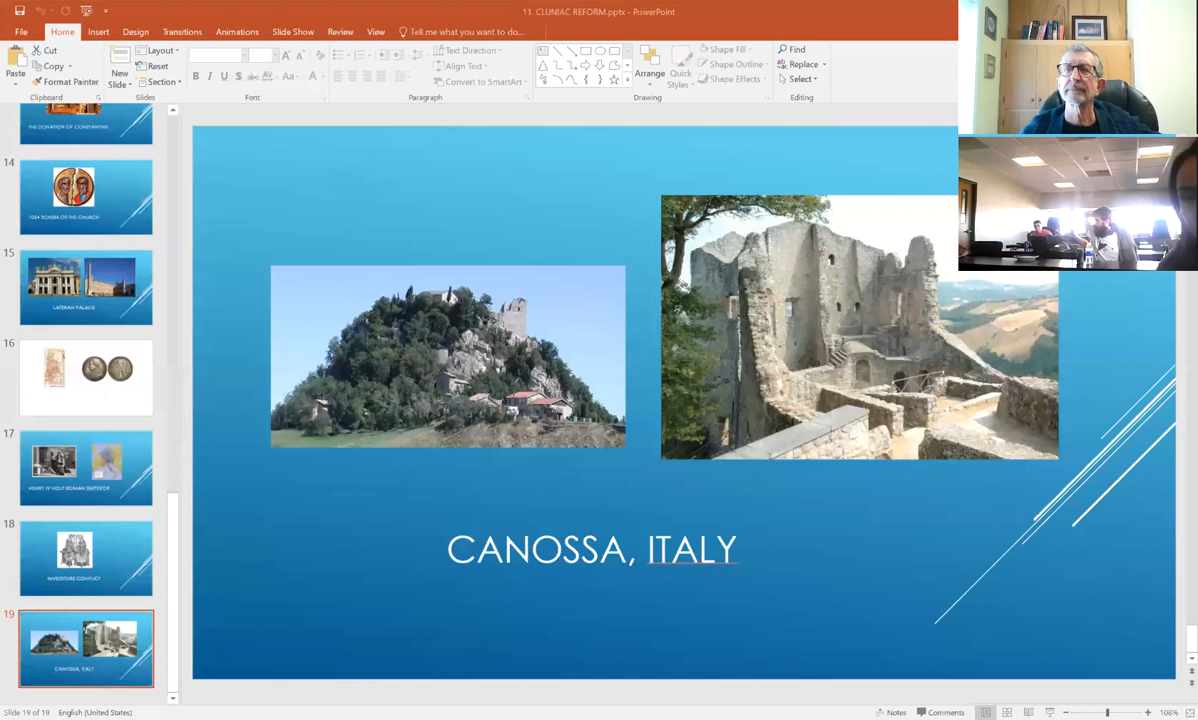 11. CLUNIAC REFORM.pptx - PowerPoint
File Home Insert Design Transitions Animations Slide Show Review View Tell me what you want to do...
Cut
Copy
Format Painter
Paste
Clipboard
New
Slide
Layout
Reset
Section
Slides
B I U S abc AV Aa A
Font
Text Direction
Align Text
Convert to SmartArt
Paragraph
Arrange
Quick
Styles
Shape Fill
Shape Outline
Shape Effects
Drawing
Find
Replace
Select
Editing
THE DONATION OF CONSTANTINE
14
1054 SCHISM OF THE CHURCH
15
LATERAN PALACE
16
17
HENRY IV HOLY ROMAN EMPEROR
18
INVESTITURE CONFLICT
19
CANOSSA, ITALY
CANOSSA, ITALY
Slide 19 of 19 English (United States)
Notes Comments 108%